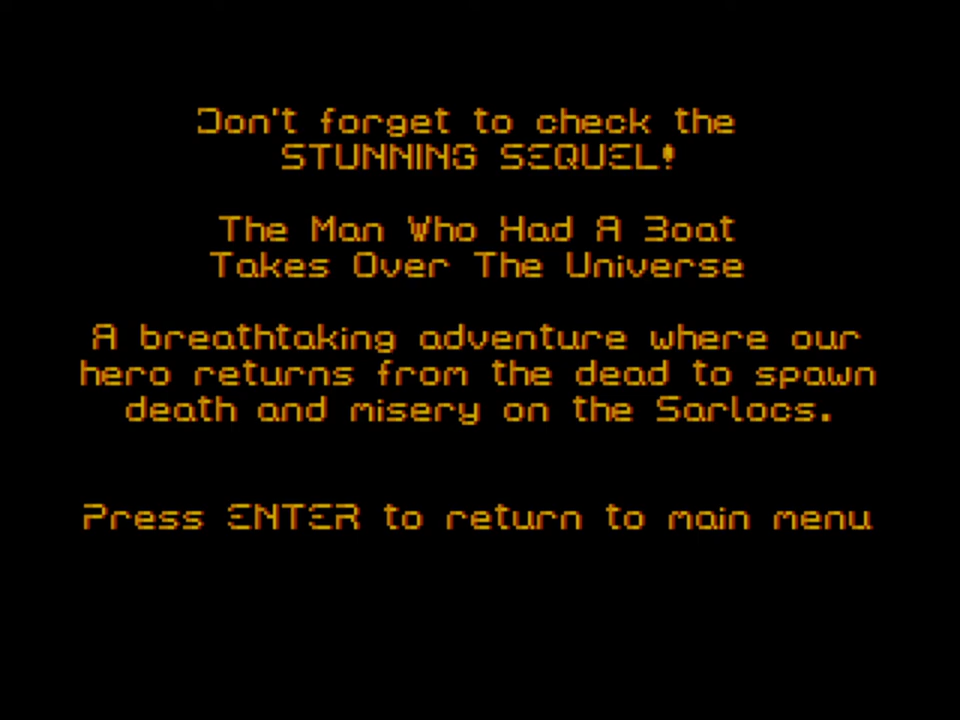 Don't forget to check the
STUNNING SEQUEL!
The Man Who Had A Boat
Takes Over The Universe
A breathtaking adventure where our
hero returns from the dead to spawn
death and misery on the Sarlocs.
Press ENTER to return to main menu